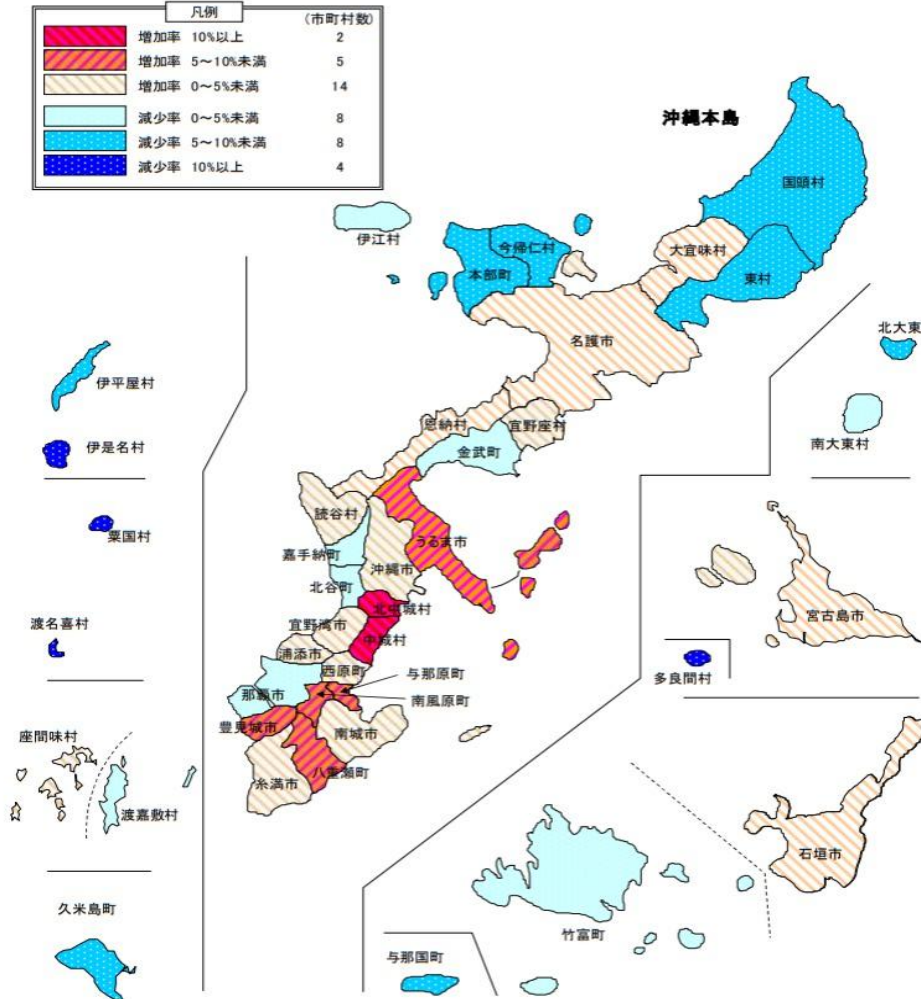 凡例
(市町村数)
増加率 10%以上 2
増加率 5~10%未満 5
増加率 0~5%未満 14
減少率 0~5%未満 8
減少率 5~10%未満 8
減少率 10%以上 4
沖縄本島
国頭村
伊江村
今帰仁村
大宜味村
本部町
東村
北大東
名護市
伊平屋村
南大東村
恩納村
宜野座村
伊是名村
金武町
読谷村
粟国村
うるま市
嘉手納町
沖縄市
北谷町
北中城村
宮古島市
渡名喜村
宜野湾市
中城村
浦添市
西原町
与那原町
多良間村
那覇市
南風原町
豊見城市
南城市
座間味村
糸満市
八重瀬町
渡嘉敷村
石垣市
久米島町
竹富町
与那国町